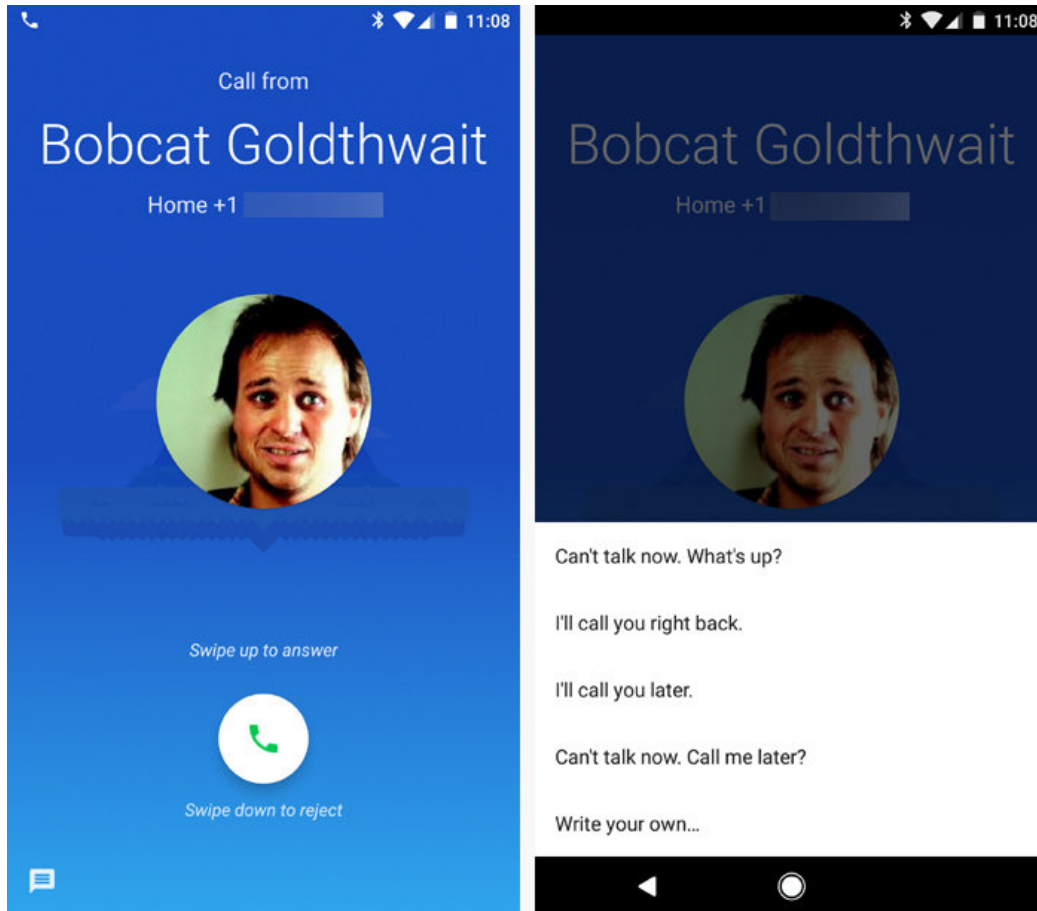 11:08
Call from
Bobcat Goldthwait
Home +1
Swipe up to answer
Swipe down to reject
11:08
Bobcat Goldthwait
Home +1
Can't talk now. What's up?
I'll call you right back.
I'll call you later.
Can't talk now. Call me later?
Write your own...